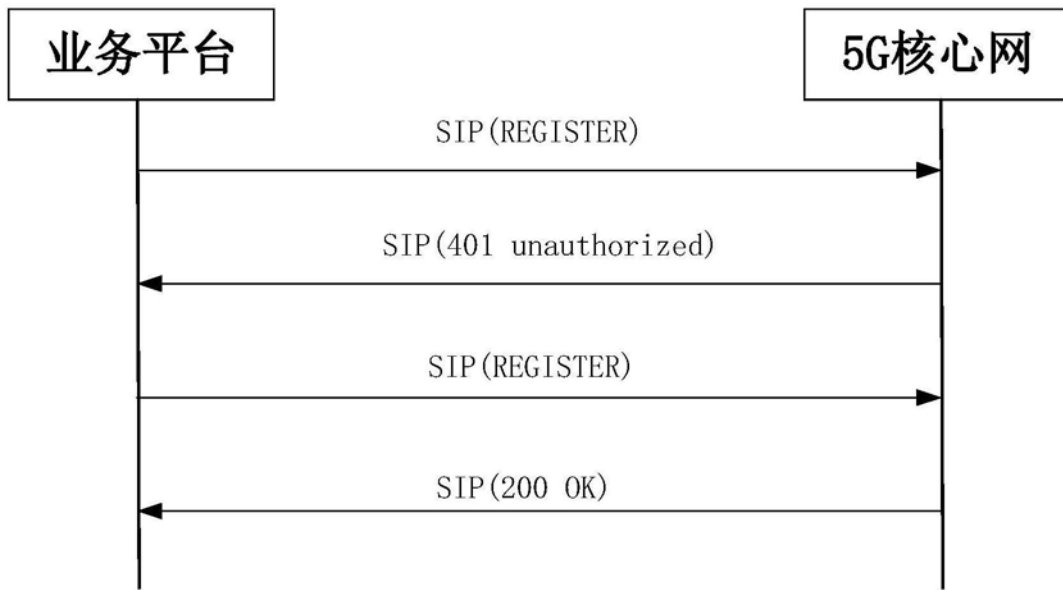 业务平台
5G核心网
SIP(REGISTER)
SIP(401 unauthorized)
SIP(REGISTER)
SIP(200 OK)